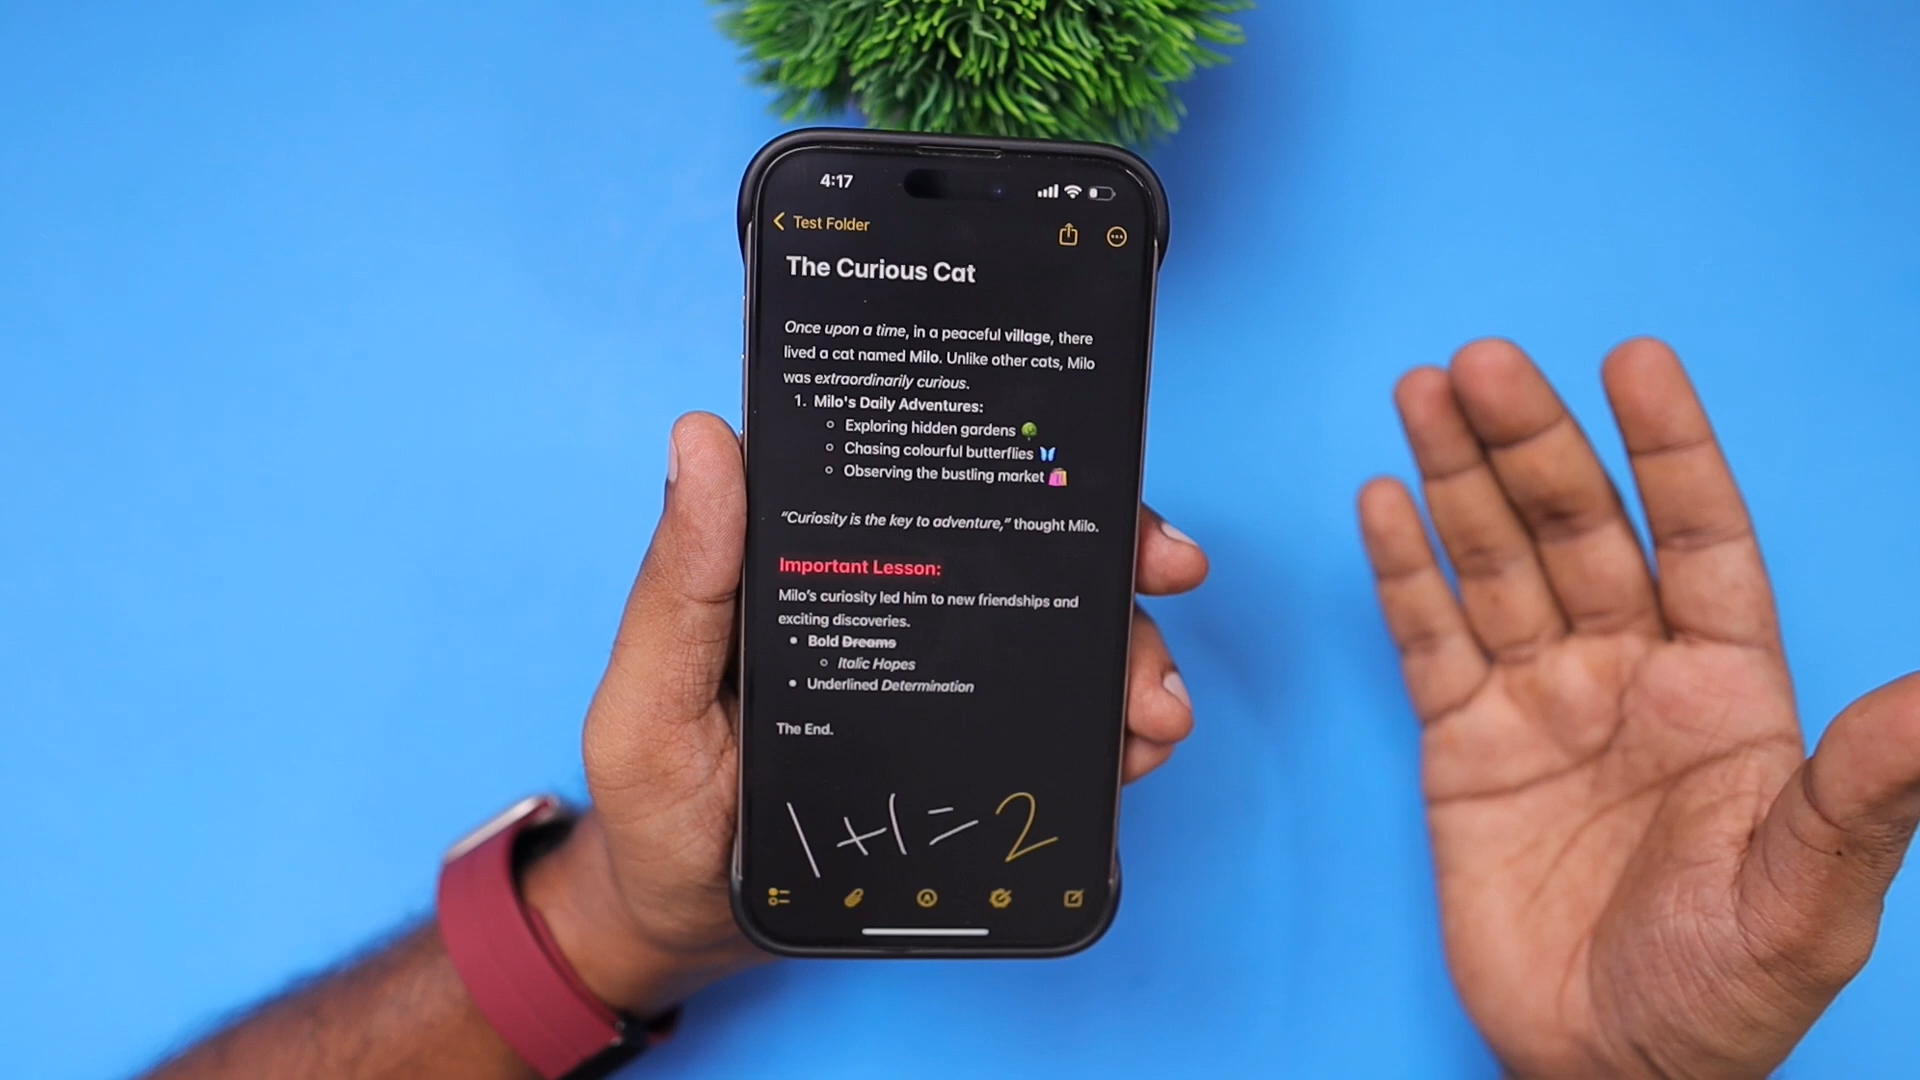 4:17
Test Folder
The Curious Cat
Once upon a time, in a peaceful village, there
lived a cat named Milo. Unlike other cats, Milo
was extraordinarily curious.
1. Milo's Daily Adventures:
Exploring hidden gardens 🌳
Chasing colourful butterflies 🦋
Observing the bustling market 🛍️
“Curiosity is the key to adventure,” thought Milo.
Important Lesson:
Milo’s curiosity led him to new friendships and
exciting discoveries.
Bold Dreams
Italic Hopes
Underlined Determination
The End.
1+1=2